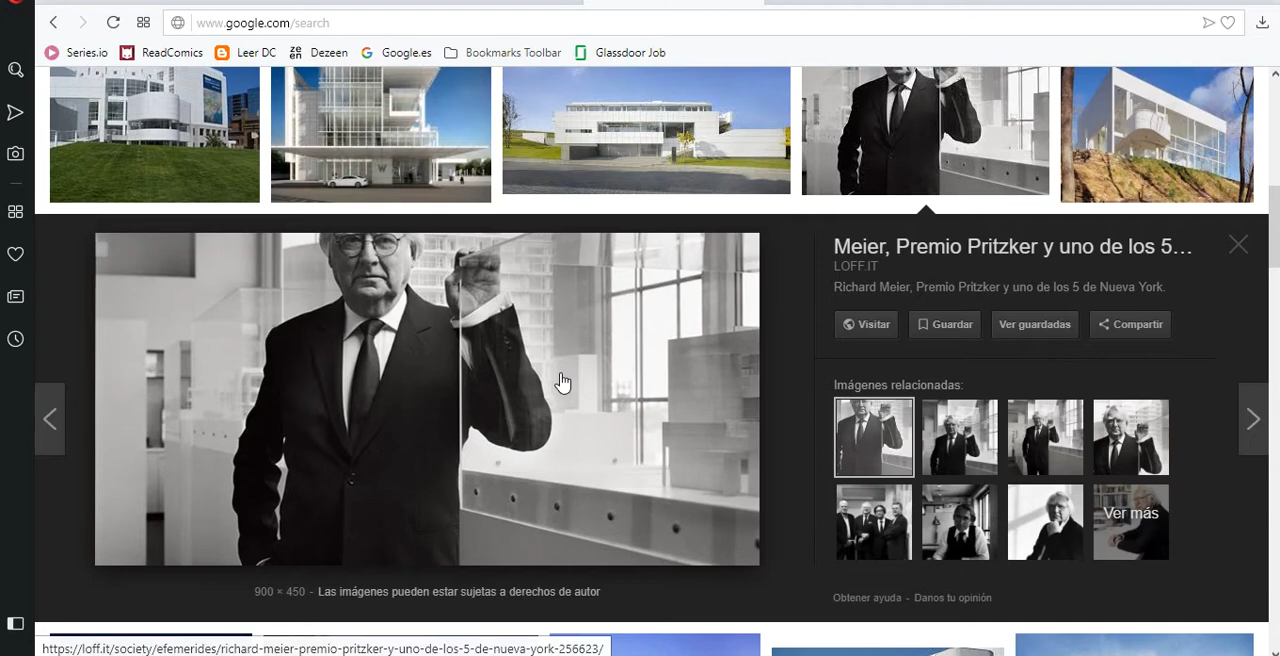 www.google.com/search
Series.io ReadComics Leer DC Dezeen Google.es Bookmarks Toolbar Glassdoor Job
W
Meier, Premio Pritzker y uno de los 5...
LOFF.IT
Richard Meier, Premio Pritzker y uno de los 5 de Nueva York.
Visitar Guardar Ver guardadas Compartir
Imágenes relacionadas:
Ver más
900 × 450 - Las imágenes pueden estar sujetas a derechos de autor
Obtener ayuda - Danos tu opinión
https://loff.it/society/efemerides/richard-meier-premio-pritzker-y-uno-de-los-5-de-nueva-york-256623/